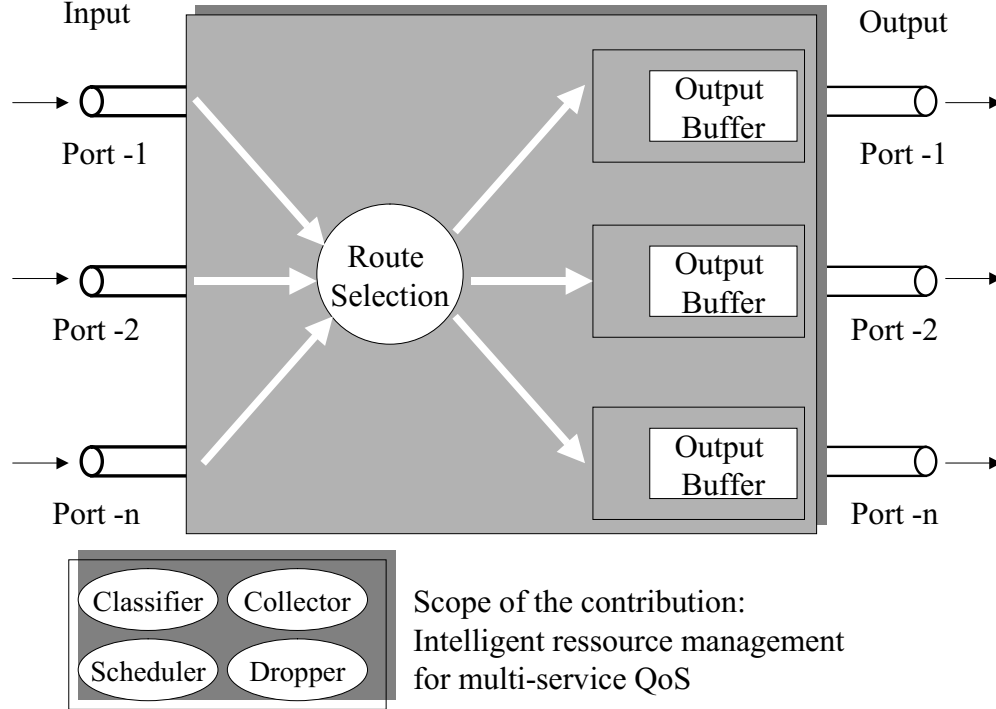 Input
Output
Output
Buffer
Port -1
Port -1
Route
Selection
Output
Buffer
Port -2
Port -2
Output
Buffer
Port -n
Port -n
Classifier
Collector
Scheduler
Dropper
Scope of the contribution:
Intelligent ressource management
for multi-service QoS